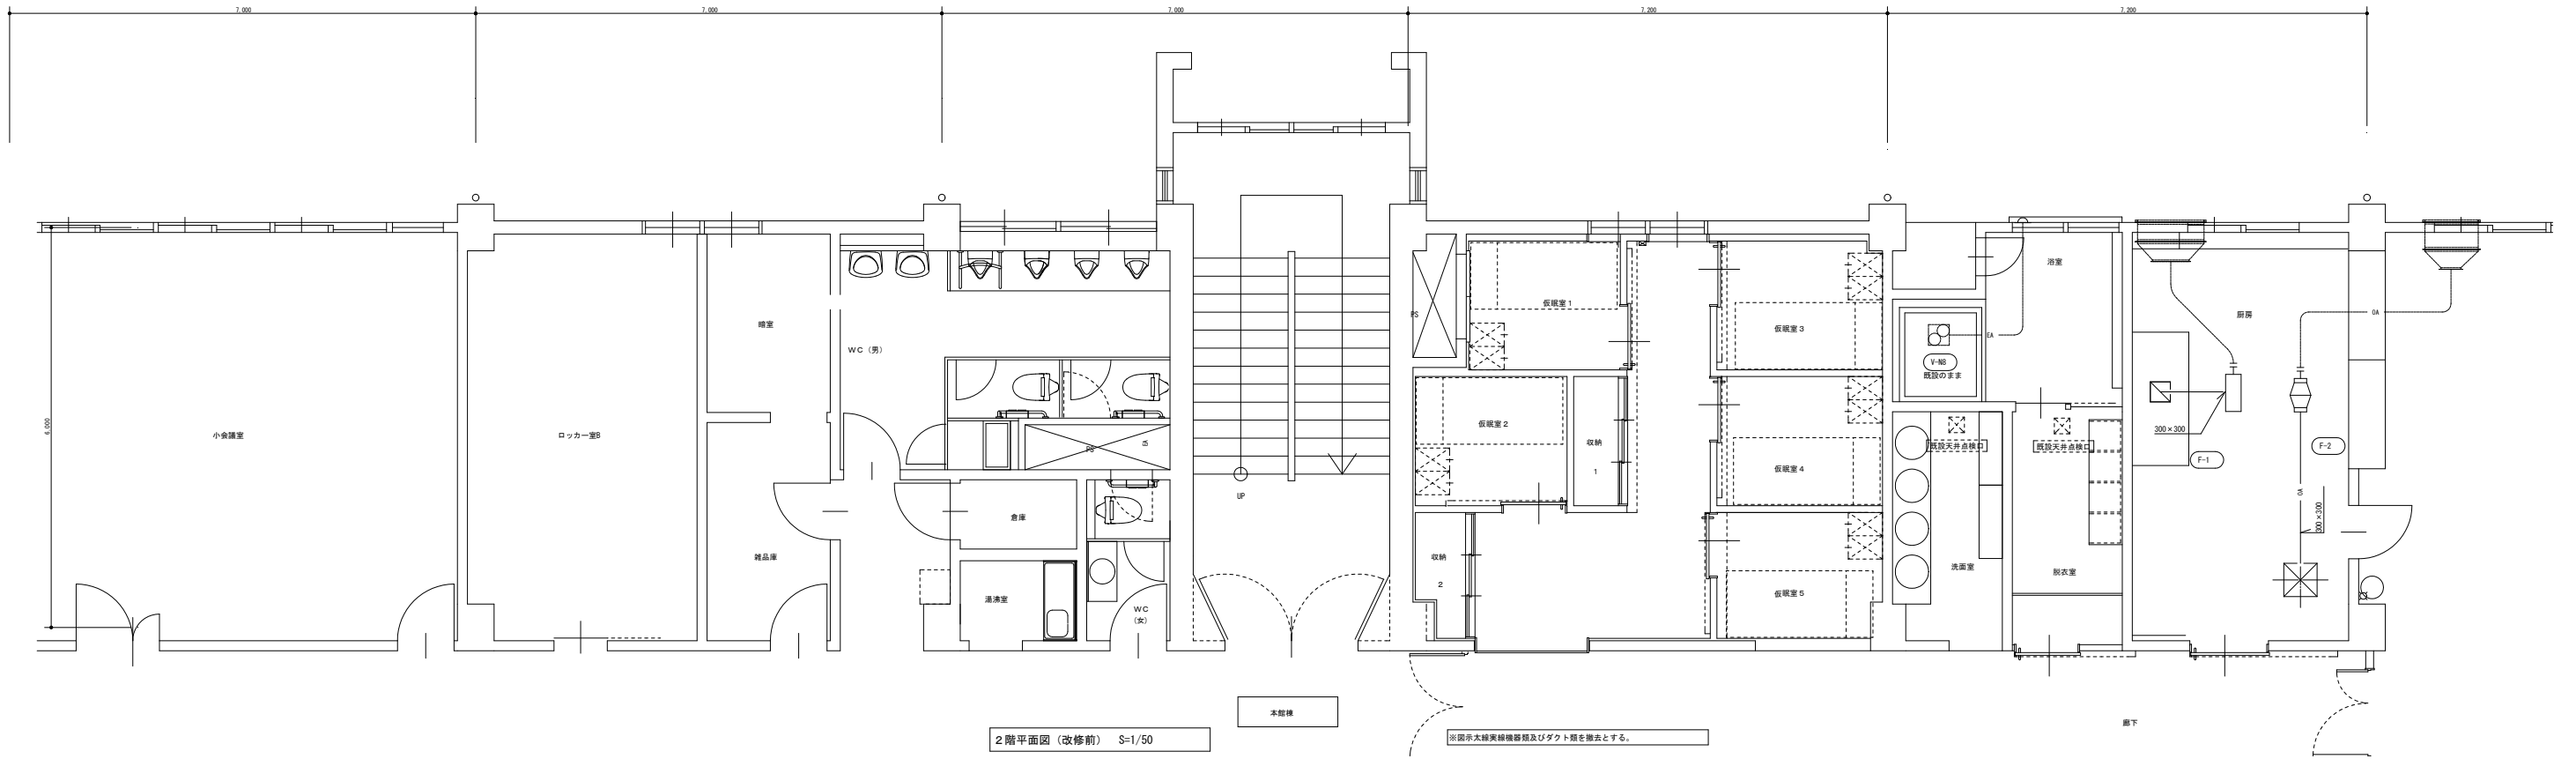 7,000
7,000
7,000
7,200
7,200
6,000
小会議室
ロッカー室B
暗室
雑品庫
WC（男）
PS
EV
倉庫
湯沸室
WC
（女）
UP
PS
仮眠室1
仮眠室2
収納
1
収納
2
仮眠室3
仮眠室4
仮眠室5
浴室
EA
V-N8
既設のまま
既設天井点検口
既設天井点検口
洗面室
脱衣室
厨房
OA
300×300
F-1
F-2
OA
300×300
本館棟
廊下
2階平面図（改修前） S=1/50
※図示太線実線機器類及びダクト類を撤去とする。